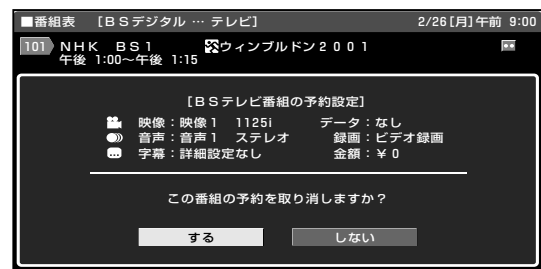 ■番組表 [BSデジタル … テレビ] 2/26[月]午前 9:00
101 NHK BS1 ウィンブルドン2001
午後 1:00~午後 1:15
[BSテレビ番組の予約設定]
映像:映像1 1125i データ:なし
音声:音声1 ステレオ 録画:ビデオ録画
字幕:詳細設定なし 金額:¥0
この番組の予約を取り消しますか?
する しない